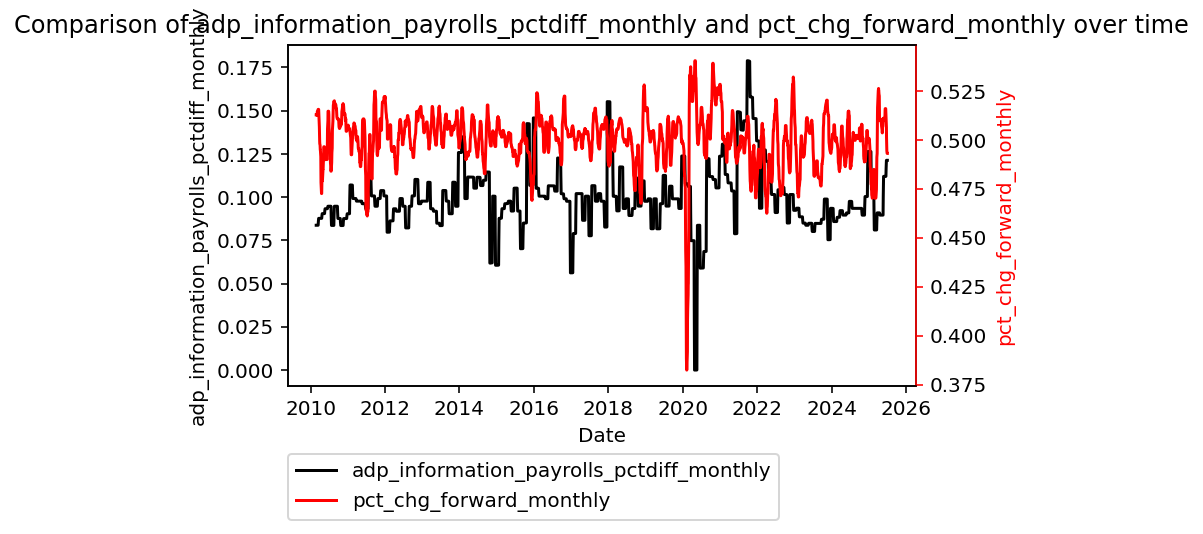 Comparison of adp_information_payrolls_pctdiff_monthly and pct_chg_forward_monthly over time
adp_information_payrolls_pctdiff_monthly
0.175
0.150
0.125
0.100
0.075
0.050
0.025
0.000
0.525
0.500
0.475
0.450
0.425
0.400
0.375
pct_chg_forward_monthly
2010 2012 2014 2016 2018 2020 2022 2024 2026
Date
adp_information_payrolls_pctdiff_monthly
pct_chg_forward_monthly